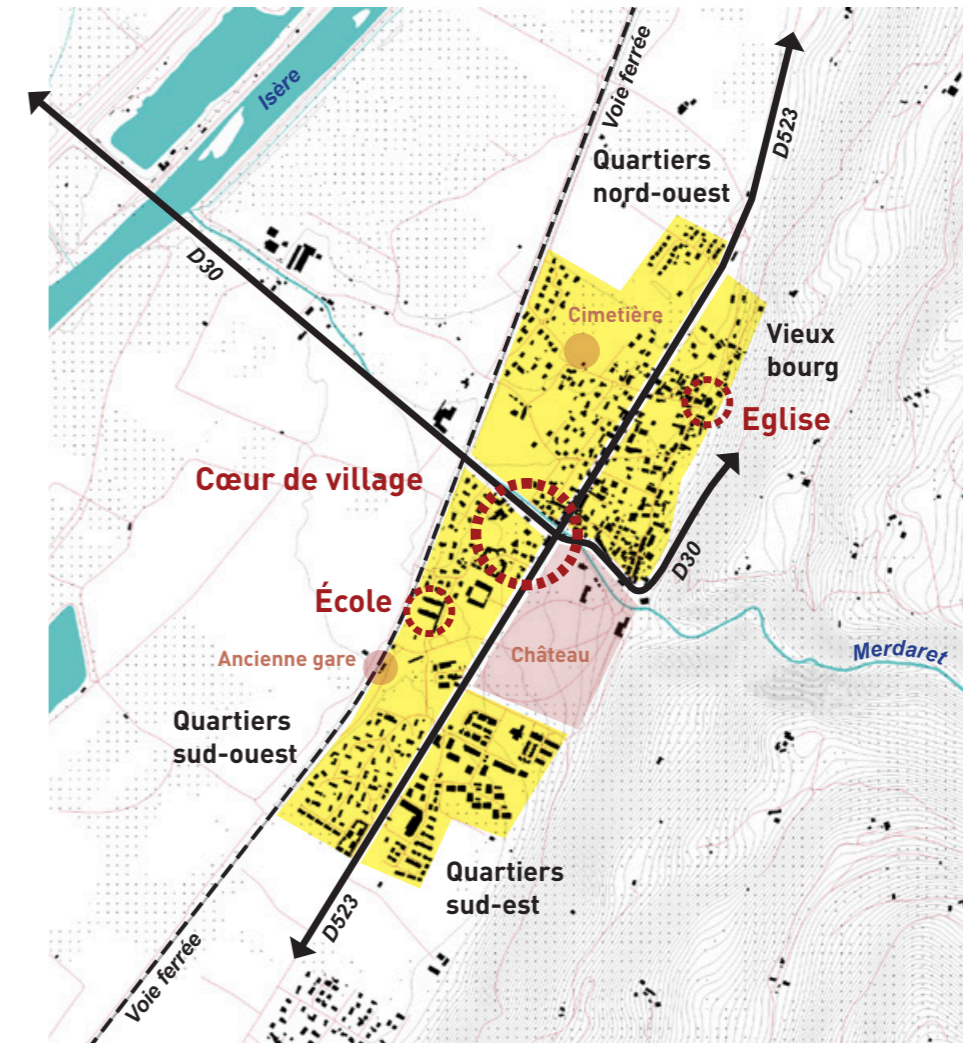 Isère
Voie ferrée
D523
Quartiers
nord-ouest
D30
Cimetière
Vieux
bourg
Eglise
Cœur de village
D30
École
Ancienne gare
Château
Merdaret
Quartiers
sud-ouest
Quartiers
sud-est
D523
Voie ferrée